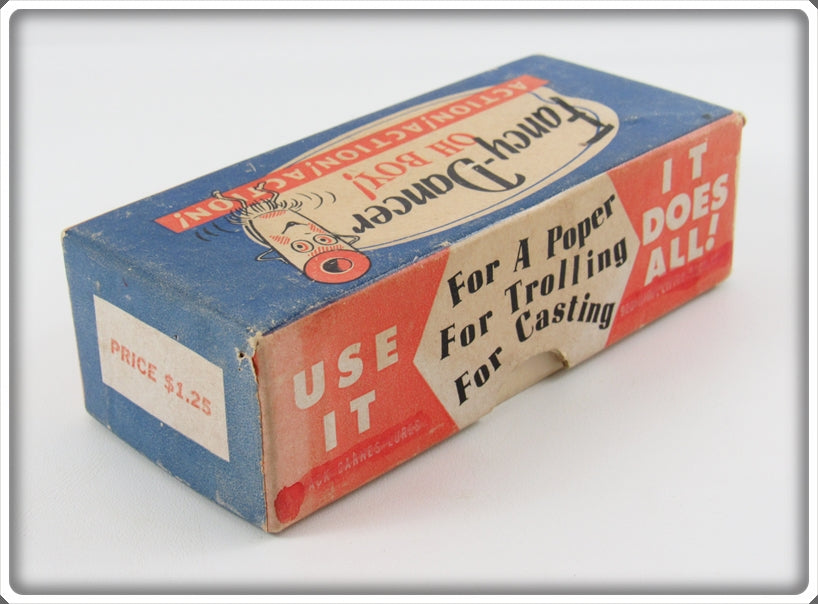 Fancy-Dancer
OH BOY!
ACTION! ACTION! ACTION!
PRICE $1.25
USE
IT
For A Poper
For Trolling
For Casting
IT
DOES
ALL!